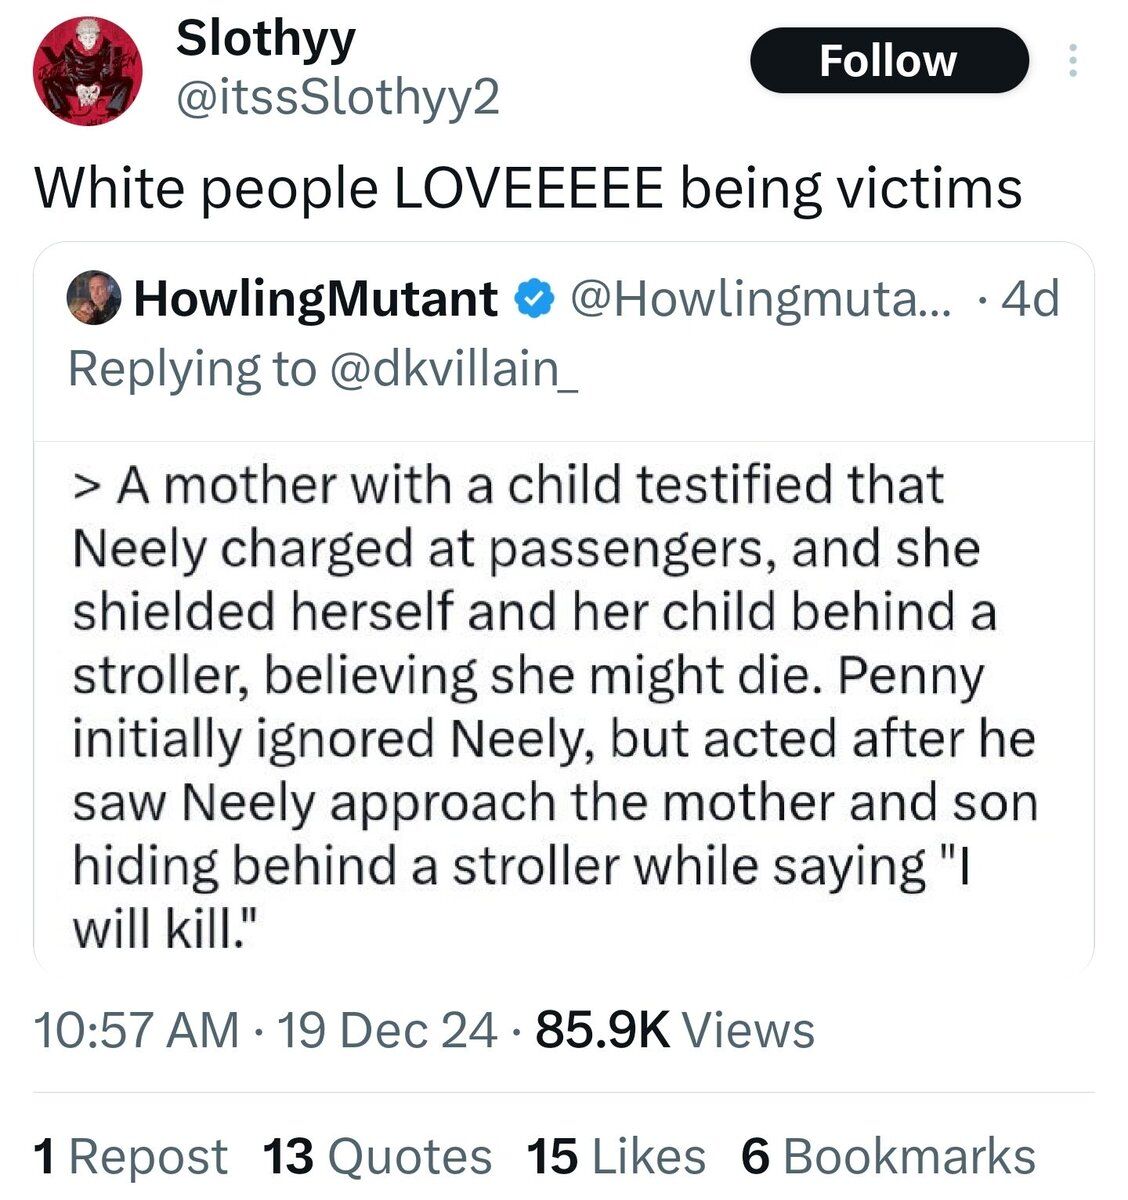 Slothyy
@itssSlothyy2
Follow
White people LOVEEEEE being victims
HowlingMutant @Howlingmuta... · 4d
Replying to @dkvillain_
> A mother with a child testified that
Neely charged at passengers, and she
shielded herself and her child behind a
stroller, believing she might die. Penny
initially ignored Neely, but acted after he
saw Neely approach the mother and son
hiding behind a stroller while saying "I
will kill."
10:57 AM · 19 Dec 24 · 85.9K Views
1 Repost 13 Quotes 15 Likes 6 Bookmarks